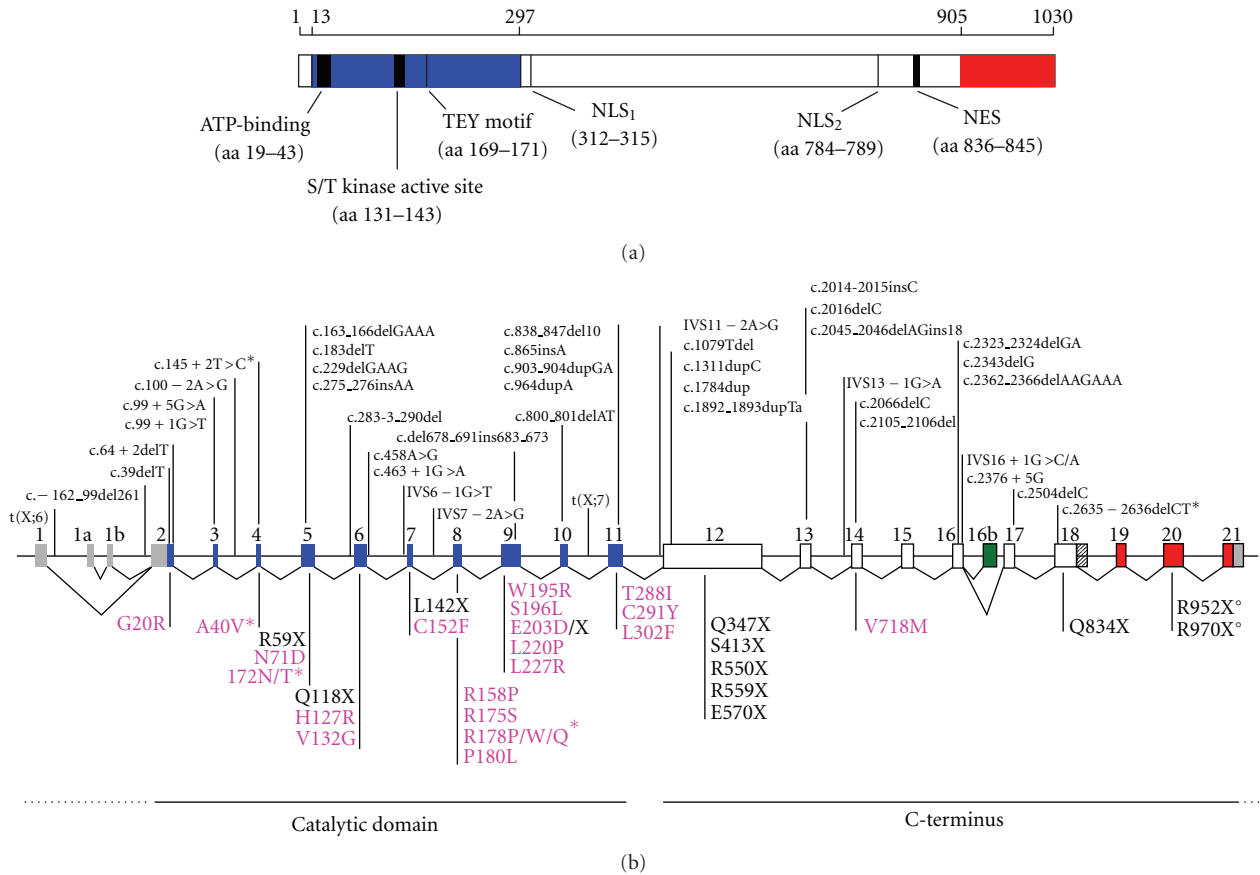 1 13 297 905 1030
ATP-binding
(aa 19–43)
S/T kinase active site
(aa 131–143)
TEY motif
(aa 169–171)
NLS1
(312–315)
NLS2
(aa 784–789)
NES
(aa 836–845)
(a)
t(X;6)
c.− 162_99del261
c.39delT
c.64 + 2delT
c.99 + 1G>T
c.99 + 5G>A
c.100 − 2A>G
c.145 + 2T>C*
c.163_166delGAAA
c.183delT
c.229delGAAG
c.275_276insAA
c.283-3_290del
c.458A>G
c.463 + 1G >A
IVS6 − 1G>T
IVS7 − 2A>G
c.del678_691ins683_673
c.838_847del10
c.865insA
c.903_904dupGA
c.964dupA
c.800_801delAT
t(X;7)
IVS11 − 2A>G
c.1079Tdel
c.1311dupC
c.1784dup
c.1892_1893dupTa
c.2014-2015insC
c.2016delC
c.2045_2046delAGins18
IVS13 − 1G>A
c.2066delC
c.2105_2106del
c.2323_2324delGA
c.2343delG
c.2362_2366delAAGAAA
IVS16 + 1G >C/A
c.2376 + 5G
c.2504delC
c.2635 − 2636delCT*
1 1a 1b 2 3 4 5 6 7 8 9 10 11 12 13 14 15 16 16b 17 18 19 20 21
G20R
A40V*
R59X
N71D
172N/T*
Q118X
H127R
V132G
L142X
C152F
R158P
R175S
R178P/W/Q*
P180L
W195R
S196L
E203D/X
L220P
L227R
T288I
C291Y
L302F
Q347X
S413X
R550X
R559X
E570X
V718M
Q834X
R952X°
R970X°
Catalytic domain
C-terminus
(b)